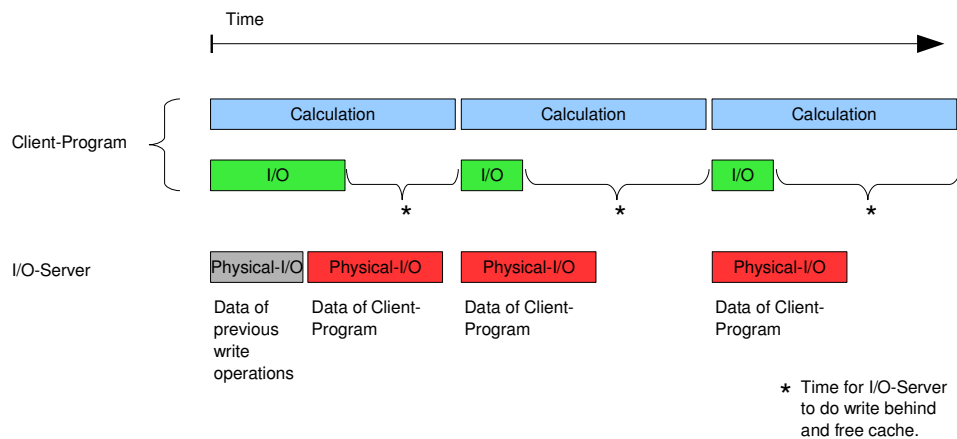 Time
Calculation Calculation Calculation
Client-Program
I/O I/O I/O
* * *
I/O-Server
Physical-I/O Physical-I/O Physical-I/O Physical-I/O
Data of
previous
write
operations
Data of Client-
Program
Data of Client-
Program
Data of Client-
Program
* Time for I/O-Server
to do write behind
and free cache.